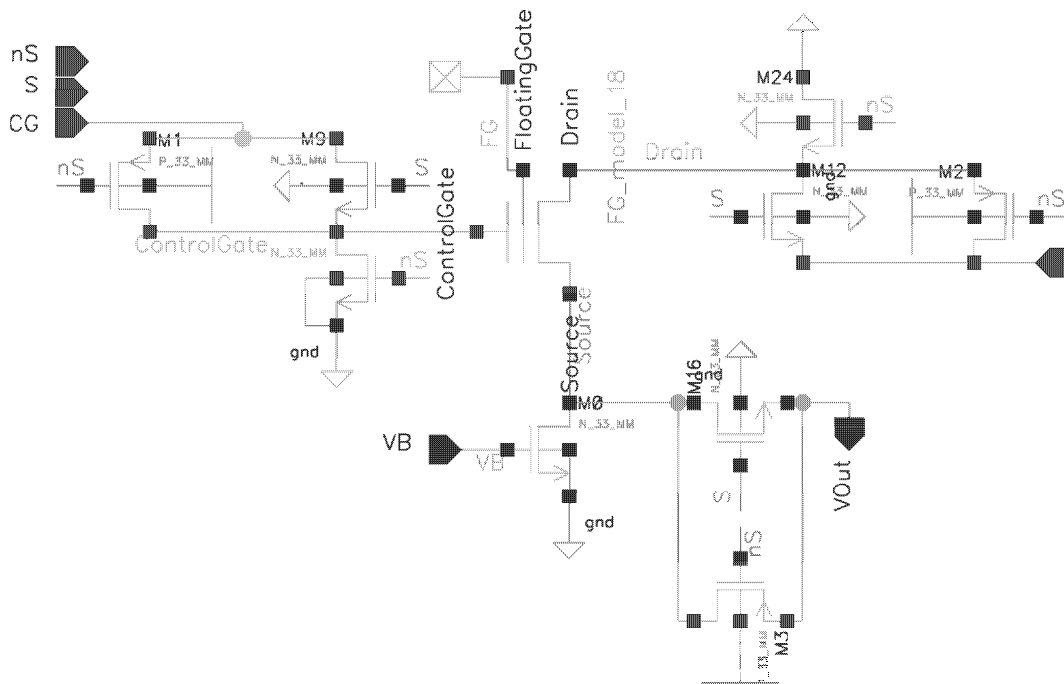 nS
S
CG
M1
P_33_MM
M9
N_33_MM
nS
S
ControlGate
N_33_MM
nS
ControlGate
gnd
FG
FloatingGate
Drain
FG_model_18
Drain
M24
N_33_MM
nS
M12
N_33_MM
gnd
M2
P_33_MM
S
nS
Source
Source
M0
N_33_MM
VB
VB
gnd
M16
gnd
N_33_MM
S
nS
VOut
M3